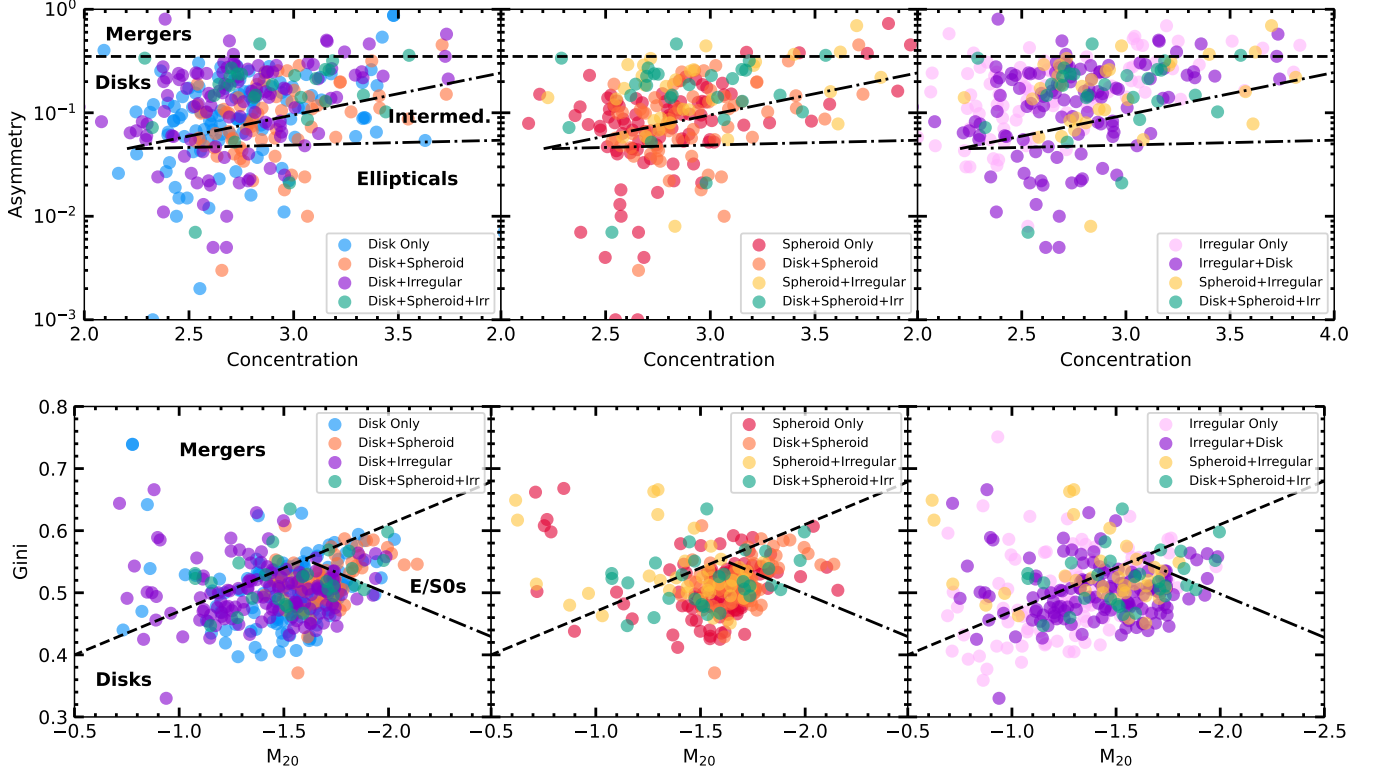 10⁰
Mergers
Disks
Intermed.
Ellipticals
10⁻¹
10⁻²
10⁻³
Asymmetry
Disk Only
Disk+Spheroid
Disk+Irregular
Disk+Spheroid+Irr
Spheroid Only
Disk+Spheroid
Spheroid+Irregular
Disk+Spheroid+Irr
Irregular Only
Irregular+Disk
Spheroid+Irregular
Disk+Spheroid+Irr
2.0 2.5 3.0 3.5 2.0 2.5 3.0 3.5 2.0 2.5 3.0 3.5 4.0
Concentration Concentration Concentration
0.8
0.7
0.6
0.5
0.4
0.3
Gini
Mergers
E/S0s
Disks
Disk Only
Disk+Spheroid
Disk+Irregular
Disk+Spheroid+Irr
Spheroid Only
Disk+Spheroid
Spheroid+Irregular
Disk+Spheroid+Irr
Irregular Only
Irregular+Disk
Spheroid+Irregular
Disk+Spheroid+Irr
−0.5 −1.0 −1.5 −2.0 −0.5 −1.0 −1.5 −2.0 −0.5 −1.0 −1.5 −2.0 −2.5
M₂₀ M₂₀ M₂₀